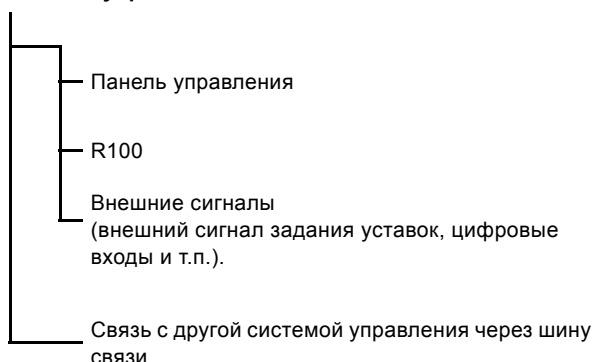 Панель управления
R100
Внешние сигналы
(внешний сигнал задания уставок, цифровые
входы и т.п.).
Связь с другой системой управления через шину
связи